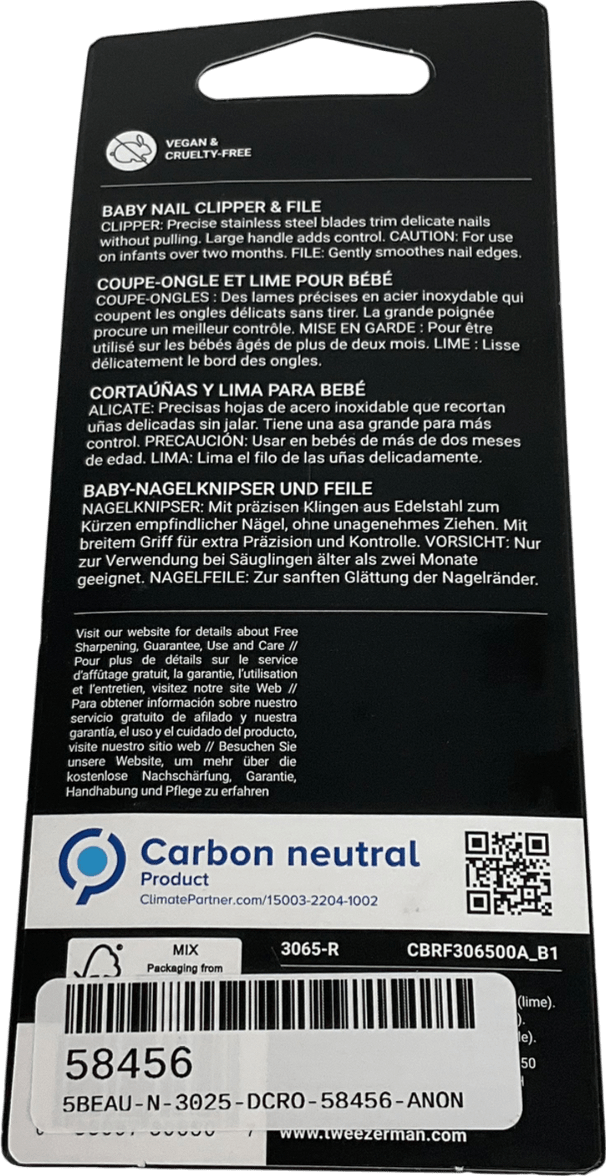 VEGAN &
CRUELTY-FREE
BABY NAIL CLIPPER & FILE
CLIPPER: Precise stainless steel blades trim delicate nails
without pulling. Large handle adds control. CAUTION: For use
on infants over two months. FILE: Gently smoothes nail edges.
COUPE-ONGLE ET LIME POUR BÉBÉ
COUPE-ONGLES : Des lames précises en acier inoxydable qui
coupent les ongles délicats sans tirer. La grande poignée
procure un meilleur contrôle. MISE EN GARDE : Pour être
utilisé sur les bébés âgés de plus de deux mois. LIME : Lisse
délicatement le bord des ongles.
CORTAÚÑAS Y LIMA PARA BEBÉ
ALICATE: Precisas hojas de acero inoxidable que recortan
uñas delicadas sin jalar. Tiene una asa grande para más
control. PRECAUCIÓN: Usar en bebés de más de dos meses
de edad. LIMA: Lima el filo de las uñas delicadamente.
BABY-NAGELKNIPSER UND FEILE
NAGELKNIPSER: Mit präzisen Klingen aus Edelstahl zum
Kürzen empfindlicher Nägel, ohne unagenehmes Ziehen. Mit
breitem Griff für extra Präzision und Kontrolle. VORSICHT: Nur
zur Verwendung bei Säuglingen älter als zwei Monate
geeignet. NAGELFEILE: Zur sanften Glättung der Nagelränder.
Visit our website for details about Free
Sharpening, Guarantee, Use and Care //
Pour plus de détails sur le service
d'affûtage gratuit, la garantie, l'utilisation
et l'entretien, visitez notre site Web //
Para obtener información sobre nuestro
servicio gratuito de afilado y nuestra
garantía, el uso y el cuidado del producto,
visite nuestro sitio web // Besuchen Sie
unsere Website, um mehr über die
kostenlose Nachschärfung, Garantie,
Handhabung und Pflege zu erfahren
Carbon neutral
Product
ClimatePartner.com/15003-2204-1002
MIX
Packaging from
3065-R CBRF306500A_B1
(lime).
).
le).
50
58456
5BEAU-N-3025-DCRO-58456-ANON
www.tweezerman.com